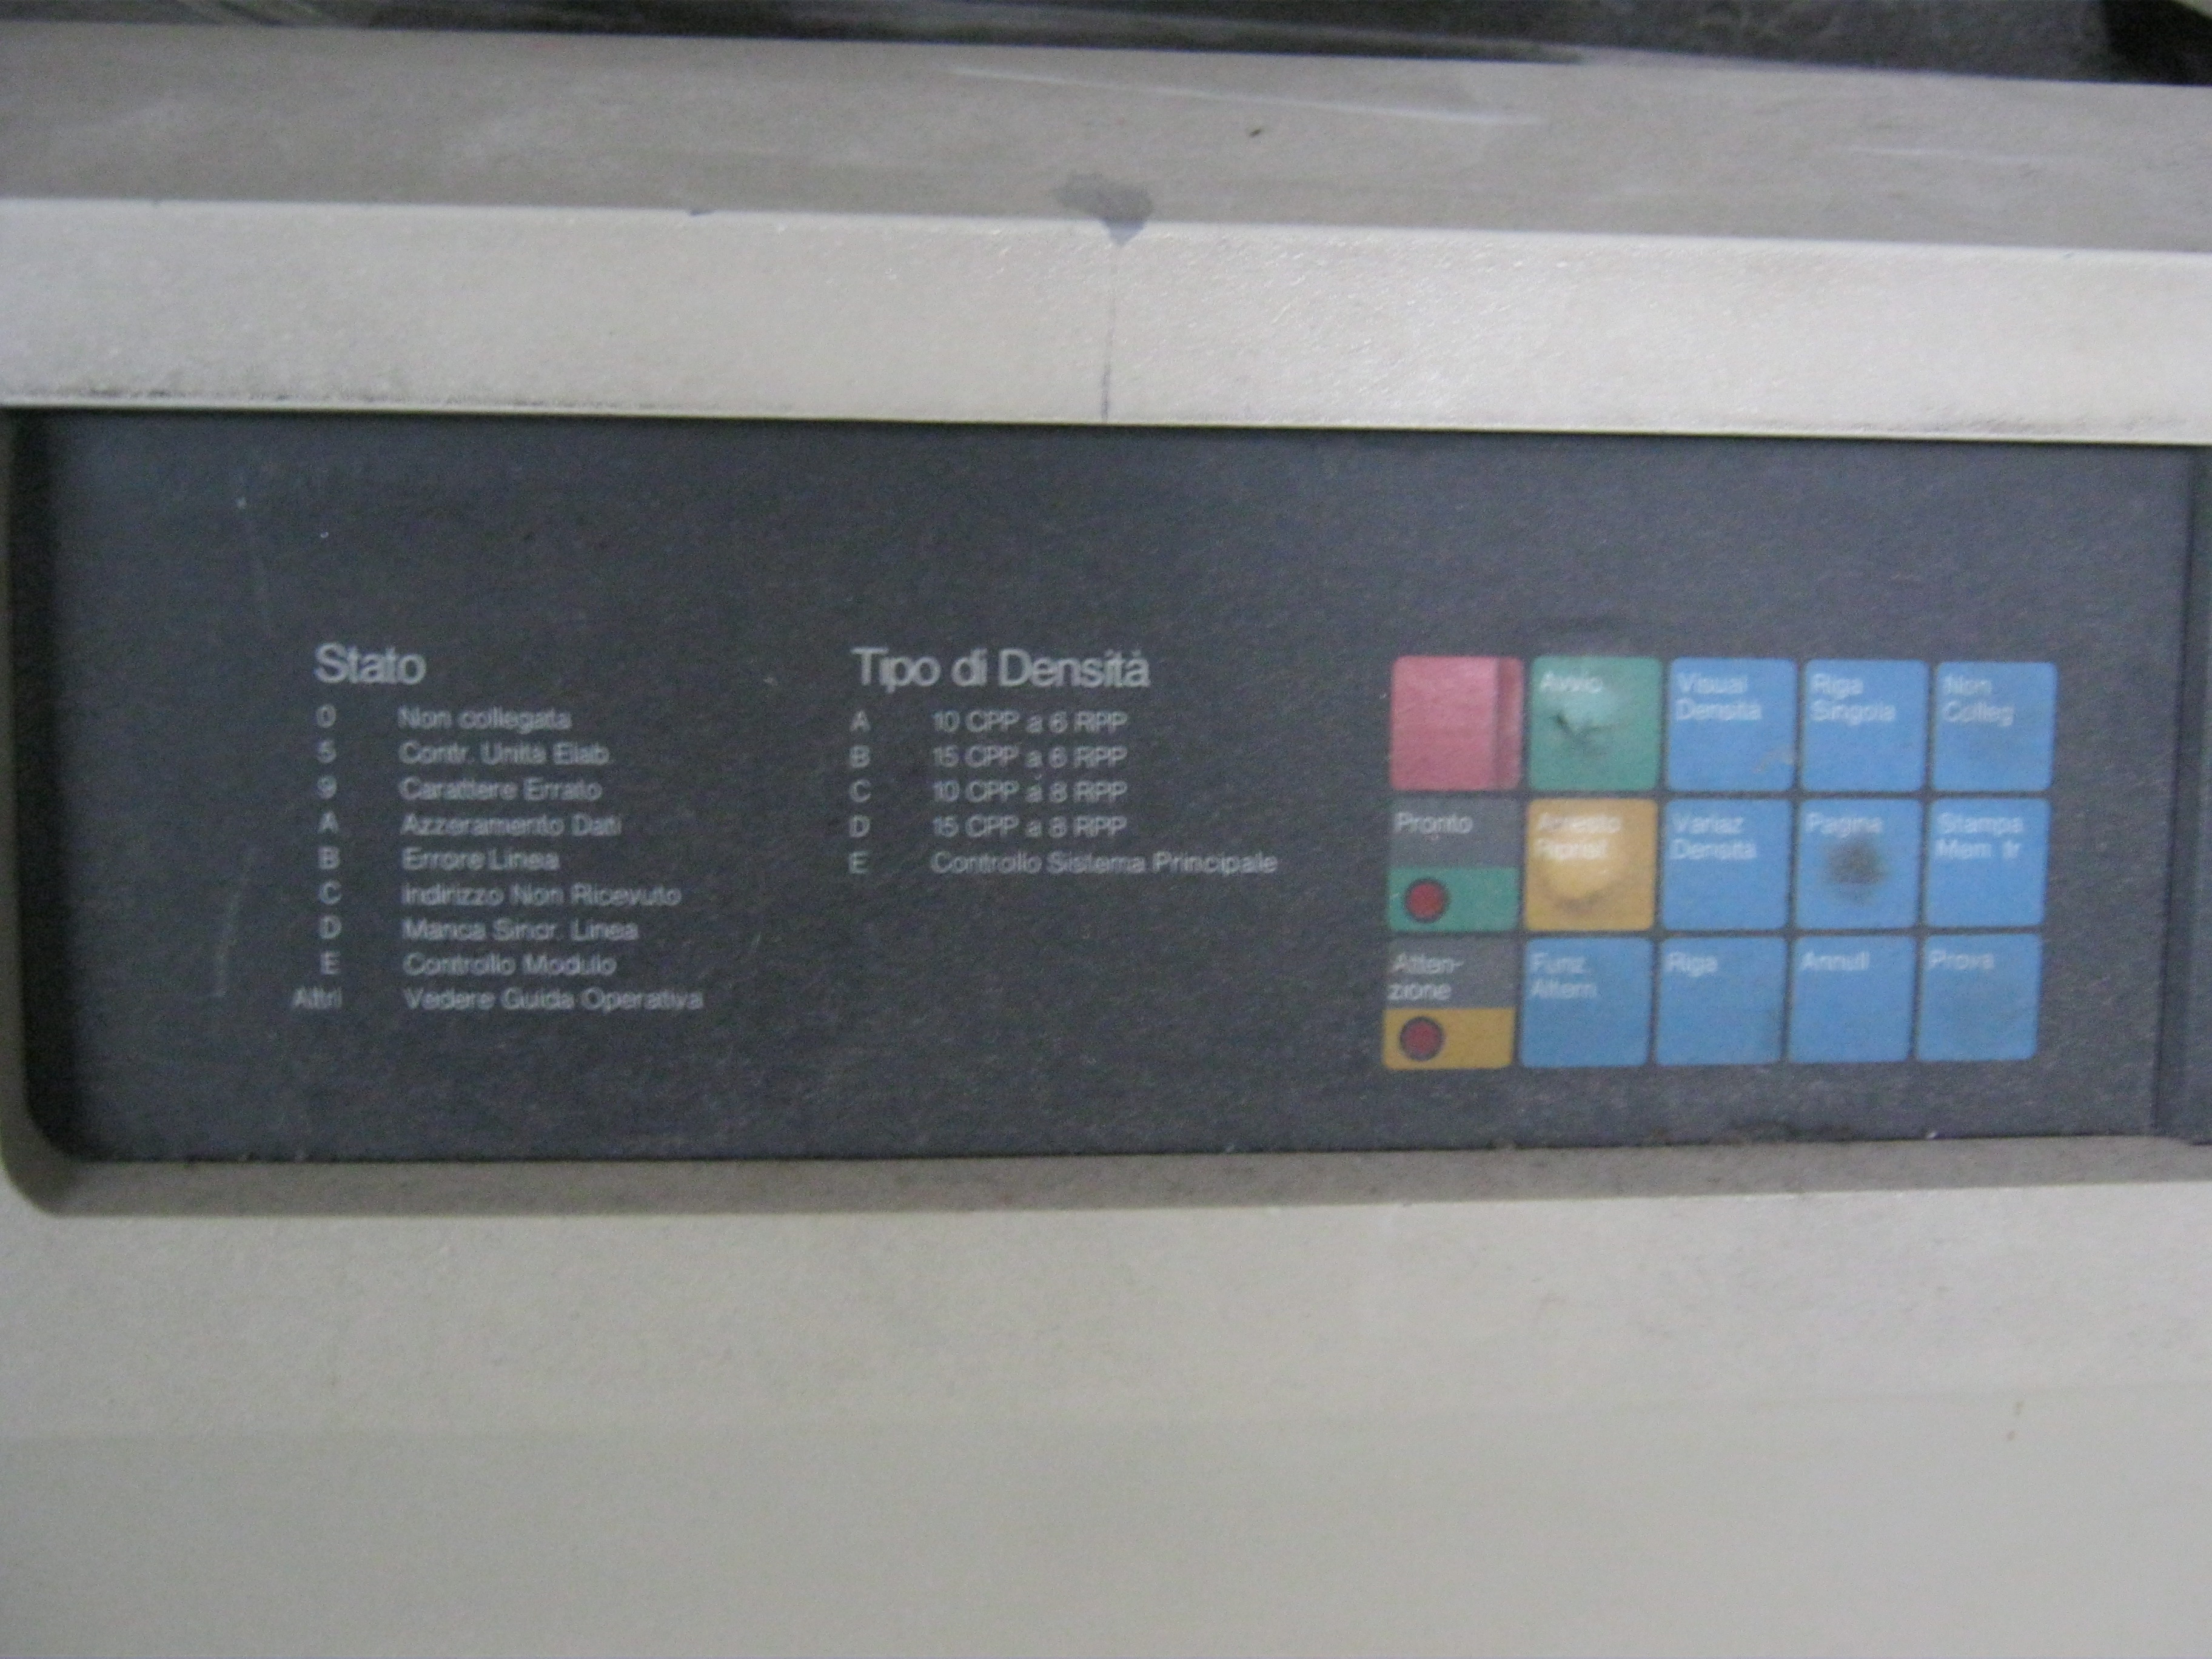 Stato
0 Non collegata
5 Contr. Unità Elab.
9 Carattere Errato
A Azzeramento Dati
B Errore Linea
C Indirizzo Non Ricevuto
D Manca Sincr. Linea
E Controllo Modulo
Altri Vedere Guida Operativa
Tipo di Densità
A 10 CPP a 6 RPP
B 15 CPP a 6 RPP
C 10 CPP a 8 RPP
D 15 CPP a 8 RPP
E Controllo Sistema Principale
Avvio
Visual
Densità
Riga
Singola
Non
Colleg
Pronto
Arresto
Riprist
Variaz
Densità
Pagina
Stampa
Mem tr
Atten-
zione
Funz.
Altern
Riga
Annull
Prova